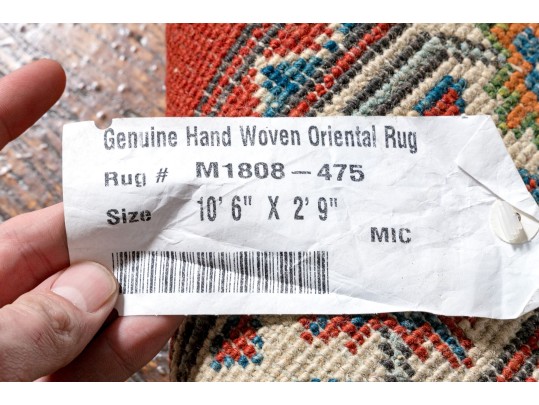 Genuine Hand Woven Oriental Rug
Rug # M1808-475
Size 10' 6" X 2' 9"
MIC